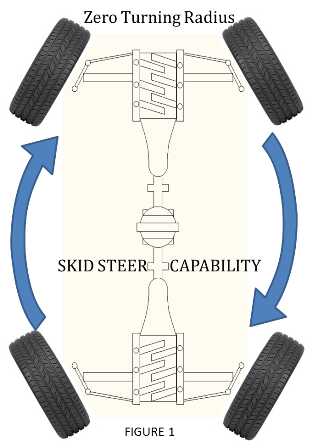 Zero Turning Radius
SKID STEER CAPABILITY
FIGURE 1